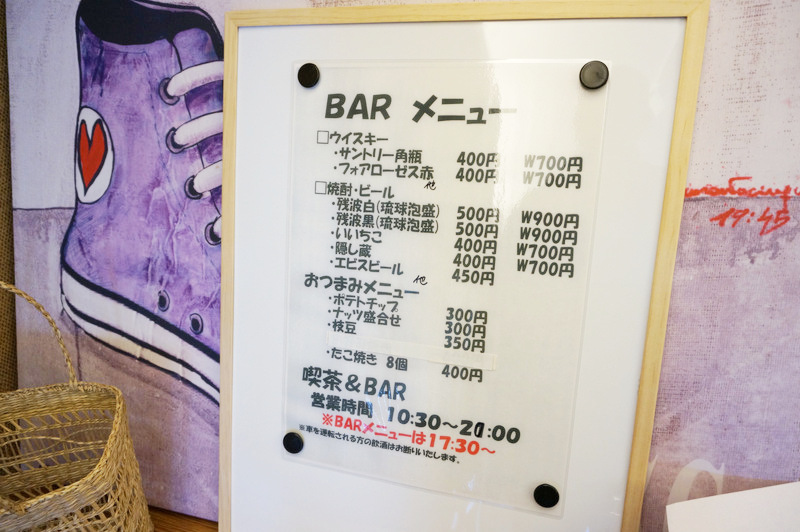 BAR メニュー
□ウイスキー
・サントリー角瓶 400円 W700円
・フォアローゼス赤 400円 W700円
他
□焼酎・ビール
・残波白(琉球泡盛) 500円 W900円
・残波黒(琉球泡盛) 500円 W900円
・いいちこ 400円 W700円
・隠し蔵 400円 W700円
・エビスビール 450円
他
おつまみメニュー
・ポテトチップ 300円
・ナッツ盛合せ 300円
・枝豆 350円
・たこ焼き 8個 400円
喫茶&BAR
営業時間 10:30～20:00
※BARメニューは17:30～
※車を運転される方の飲酒はお断りいたします。
19:45